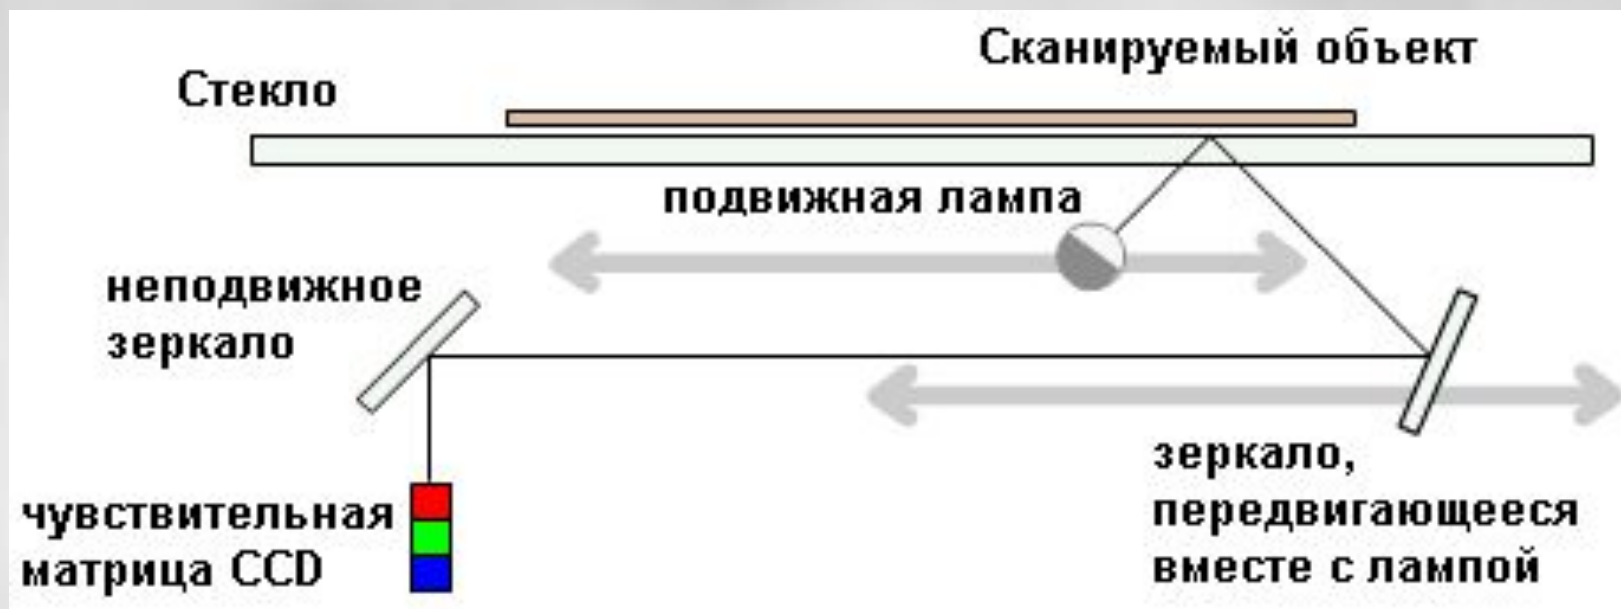 Сканируемый объект
Стекло
подвижная лампа
неподвижное
зеркало
зеркало,
передвигающееся
вместе с лампой
чувствительная
матрица CCD